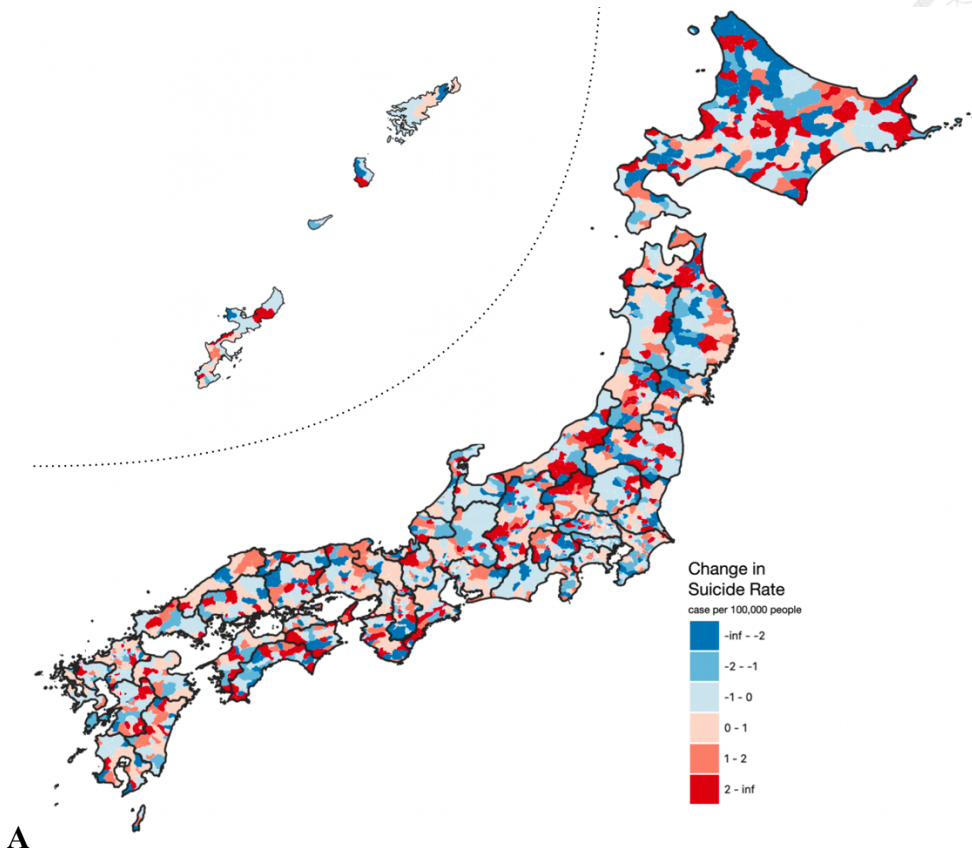 Change in
Suicide Rate
case per 100,000 people
-inf - -2
-2 - -1
-1 - 0
0 - 1
1 - 2
2 - inf
A